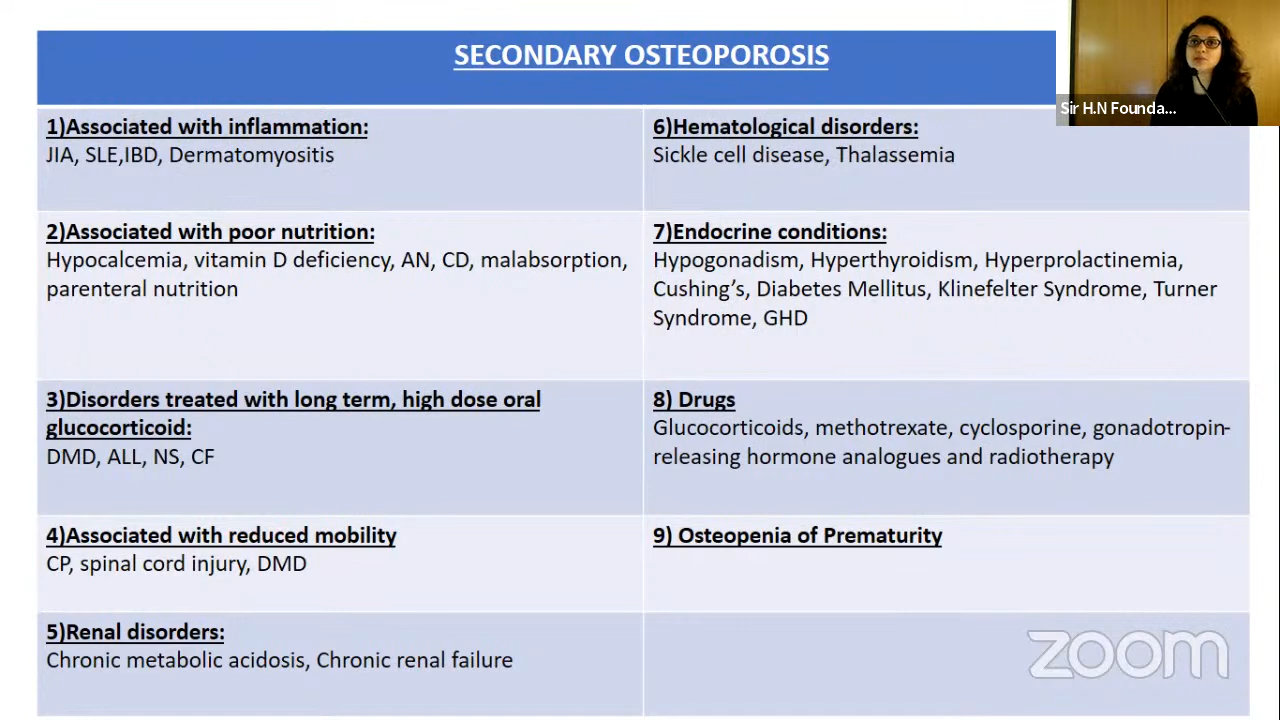 SECONDARY OSTEOPOROSIS
Sir H.N Founda...
1)Associated with inflammation:
JIA, SLE,IBD, Dermatomyositis
2)Associated with poor nutrition:
Hypocalcemia, vitamin D deficiency, AN, CD, malabsorption,
parenteral nutrition
3)Disorders treated with long term, high dose oral
glucocorticoid:
DMD, ALL, NS, CF
4)Associated with reduced mobility
CP, spinal cord injury, DMD
5)Renal disorders:
Chronic metabolic acidosis, Chronic renal failure
6)Hematological disorders:
Sickle cell disease, Thalassemia
7)Endocrine conditions:
Hypogonadism, Hyperthyroidism, Hyperprolactinemia,
Cushing’s, Diabetes Mellitus, Klinefelter Syndrome, Turner
Syndrome, GHD
8) Drugs
Glucocorticoids, methotrexate, cyclosporine, gonadotropin-
releasing hormone analogues and radiotherapy
9) Osteopenia of Prematurity
zoom